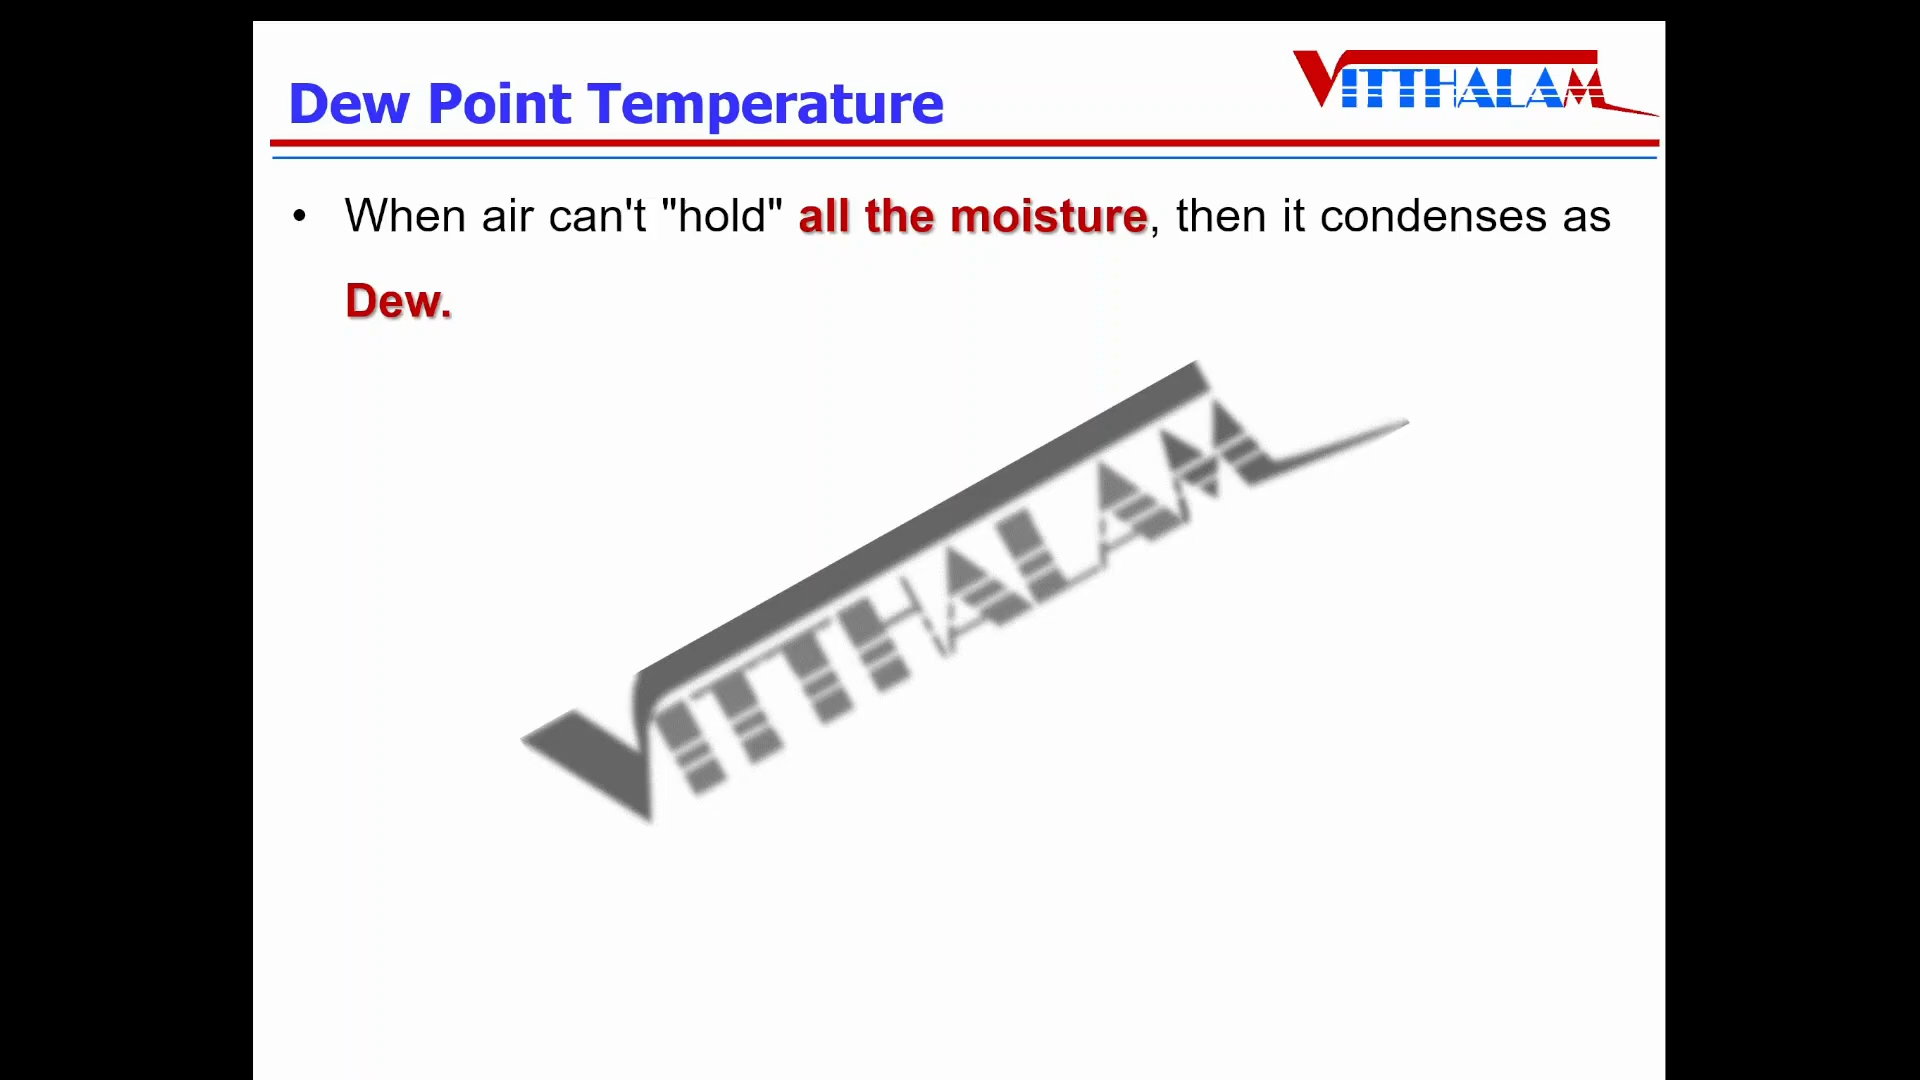 VITTHALAM
Dew Point Temperature
• When air can't "hold" all the moisture, then it condenses as
Dew.
VITTHALAM